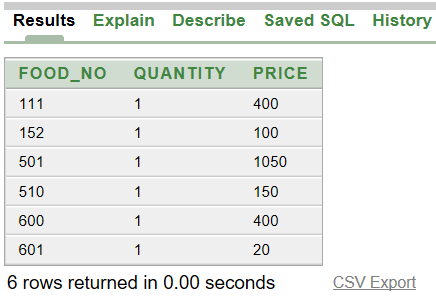 Results Explain Describe Saved SQL History
FOOD_NO QUANTITY PRICE
111 1 400
152 1 100
501 1 1050
510 1 150
600 1 400
601 1 20
6 rows returned in 0.00 seconds CSV Export